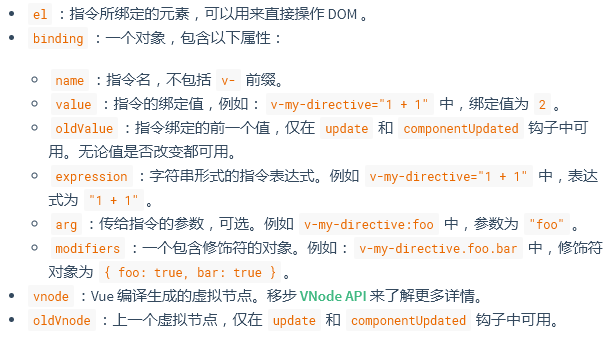 el ：指令所绑定的元素，可以用来直接操作 DOM 。
binding ：一个对象，包含以下属性：
name ：指令名，不包括 v- 前缀。
value ：指令的绑定值，例如： v-my-directive="1 + 1" 中，绑定值为 2 。
oldValue ：指令绑定的前一个值，仅在 update 和 componentUpdated 钩子中可
用。无论值是否改变都可用。
expression ：字符串形式的指令表达式。例如 v-my-directive="1 + 1" 中，表达
式为 "1 + 1" 。
arg ：传给指令的参数，可选。例如 v-my-directive:foo 中，参数为 "foo" 。
modifiers ：一个包含修饰符的对象。例如： v-my-directive.foo.bar 中，修饰符
对象为 { foo: true, bar: true } 。
vnode ：Vue 编译生成的虚拟节点。移步 VNode API 来了解更多详情。
oldVnode ：上一个虚拟节点，仅在 update 和 componentUpdated 钩子中可用。